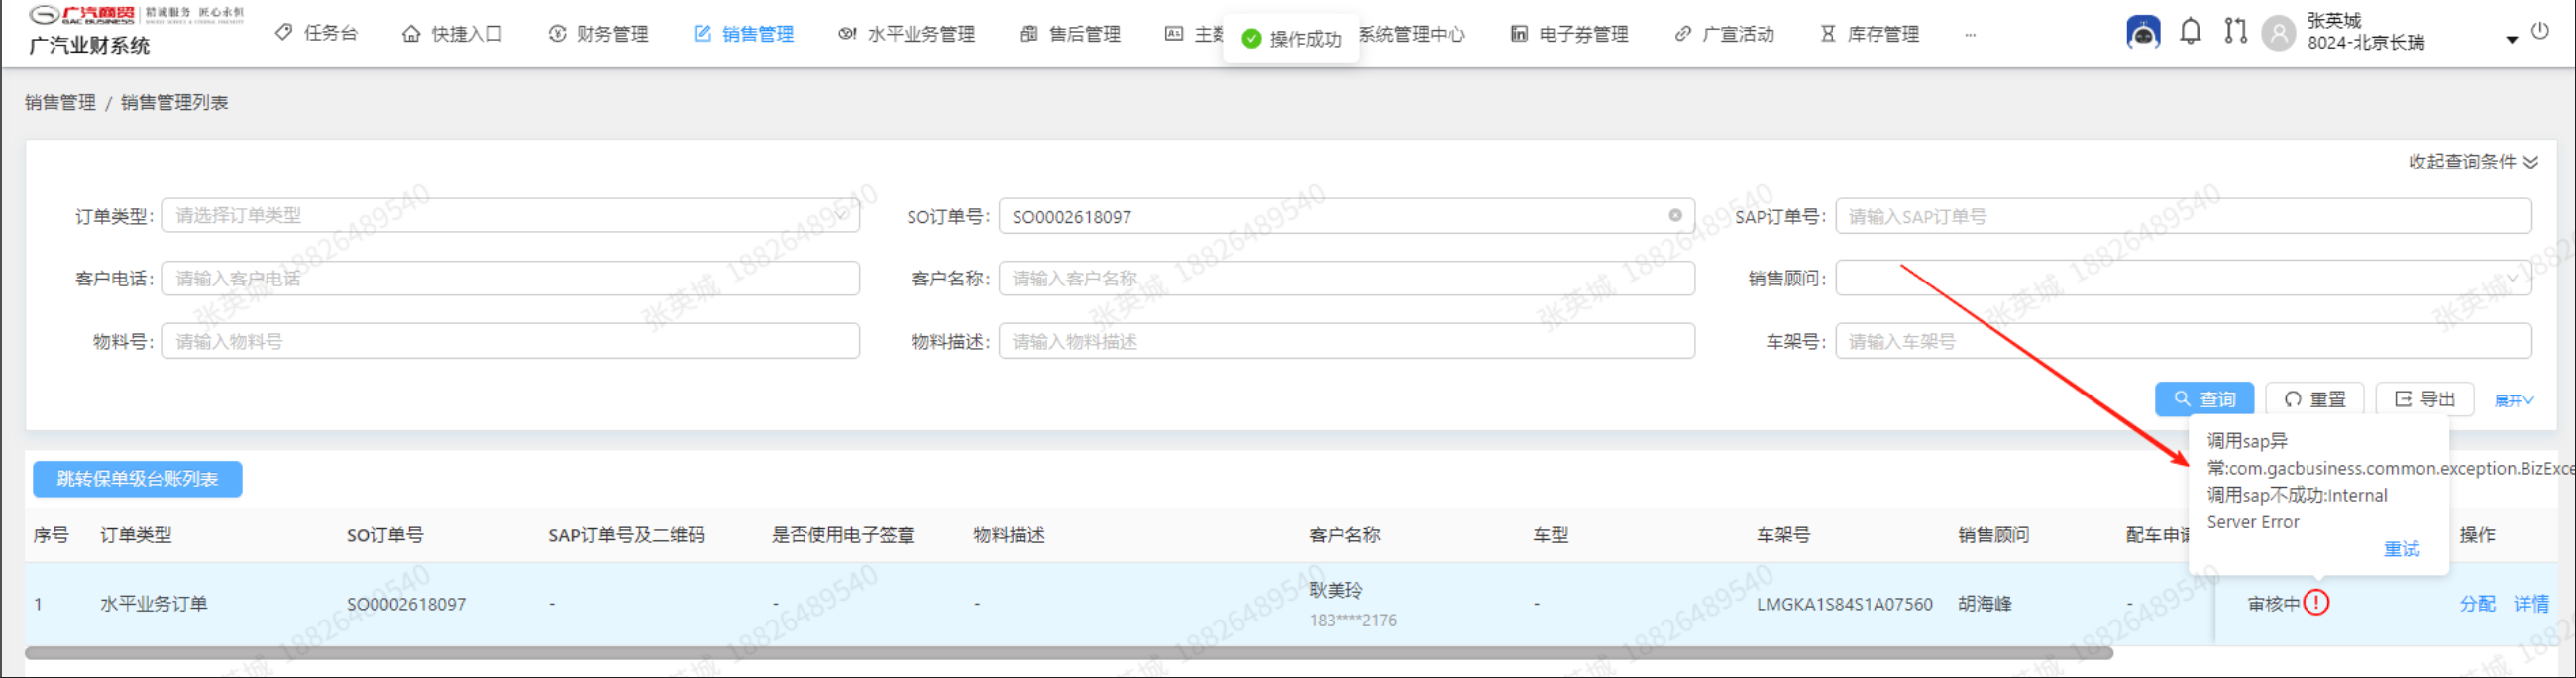 广汽商贸 精诚服务 匠心永恒
GAC BUSINESS
广汽业财系统
任务台 快捷入口 财务管理 销售管理 水平业务管理 售后管理 主数 操作成功 系统管理中心 电子券管理 广宣活动 库存管理 ...
张英城
8024-北京长瑞
销售管理 / 销售管理列表
收起查询条件
订单类型: 请选择订单类型 SO订单号: SO0002618097 SAP订单号: 请输入SAP订单号
客户电话: 请输入客户电话 客户名称: 请输入客户名称 销售顾问:
物料号: 请输入物料号 物料描述: 请输入物料描述 车架号: 请输入车架号
查询 重置 导出 展开
调用sap异
常:com.gacbusiness.common.exception.BizExce
调用sap不成功:Internal
Server Error
重试
跳转保单级台账列表
序号 订单类型 SO订单号 SAP订单号及二维码 是否使用电子签章 物料描述 客户名称 车型 车架号 销售顾问 配车申请 操作
1 水平业务订单 SO0002618097 - - - 耿美玲 - LMGKA1S84S1A07560 胡海峰 - 审核中 分配 详情
183****2176
张英城 18826489540